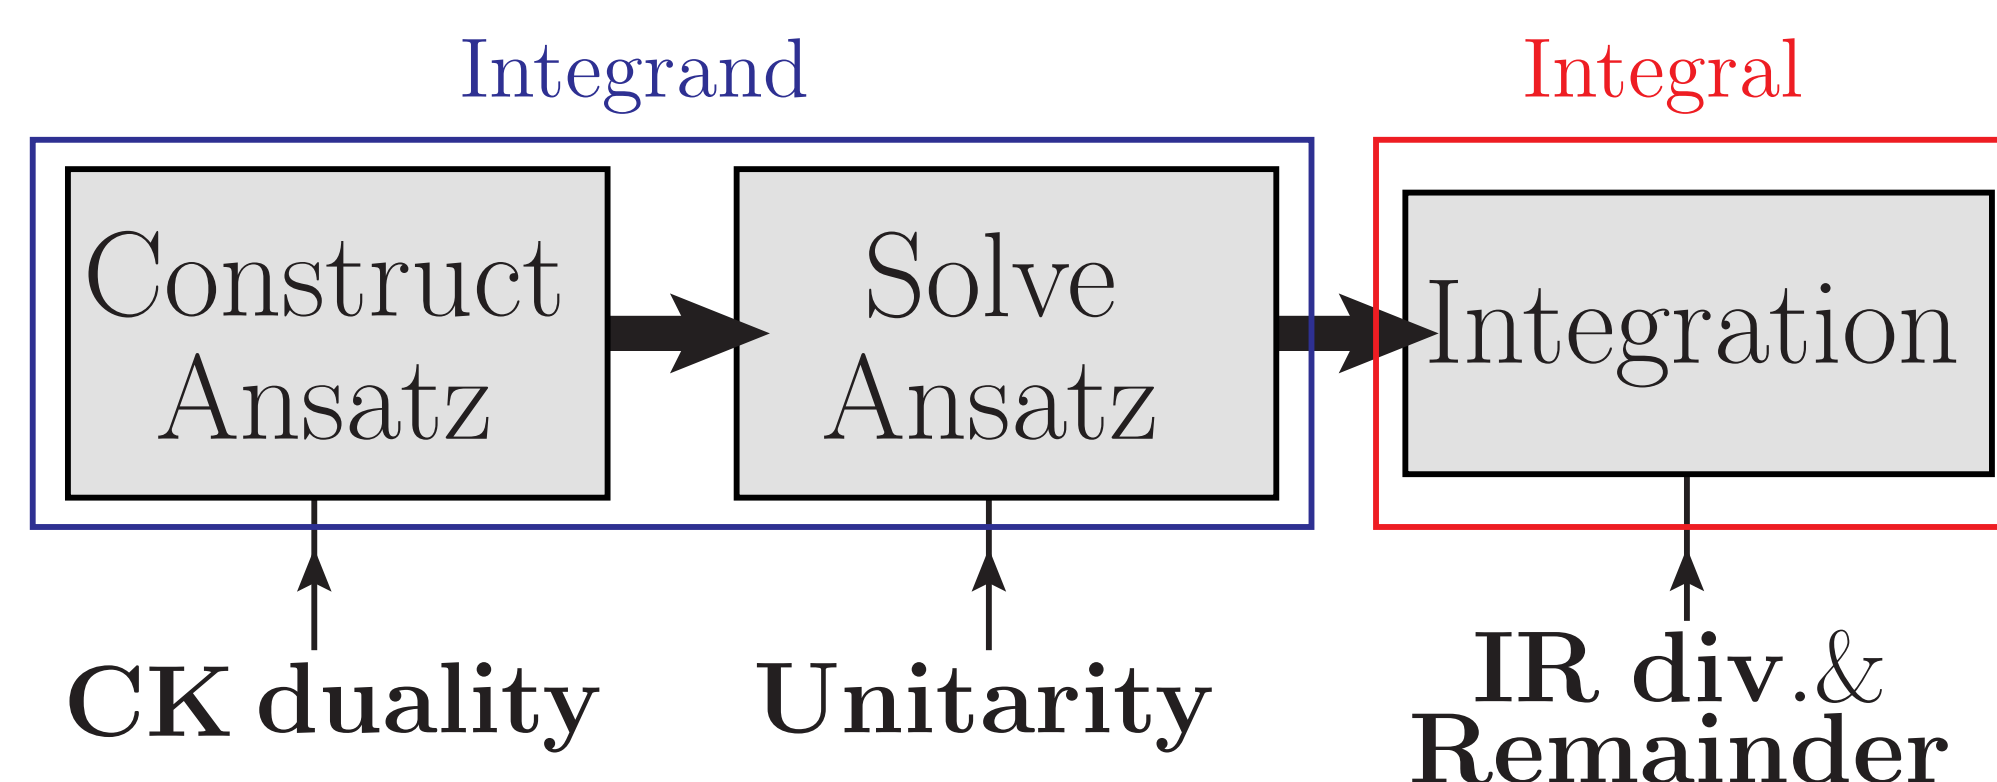 Integrand
Integral
Construct
Ansatz
Solve
Ansatz
Integration
CK duality
Unitarity
IR div.&
Remainder